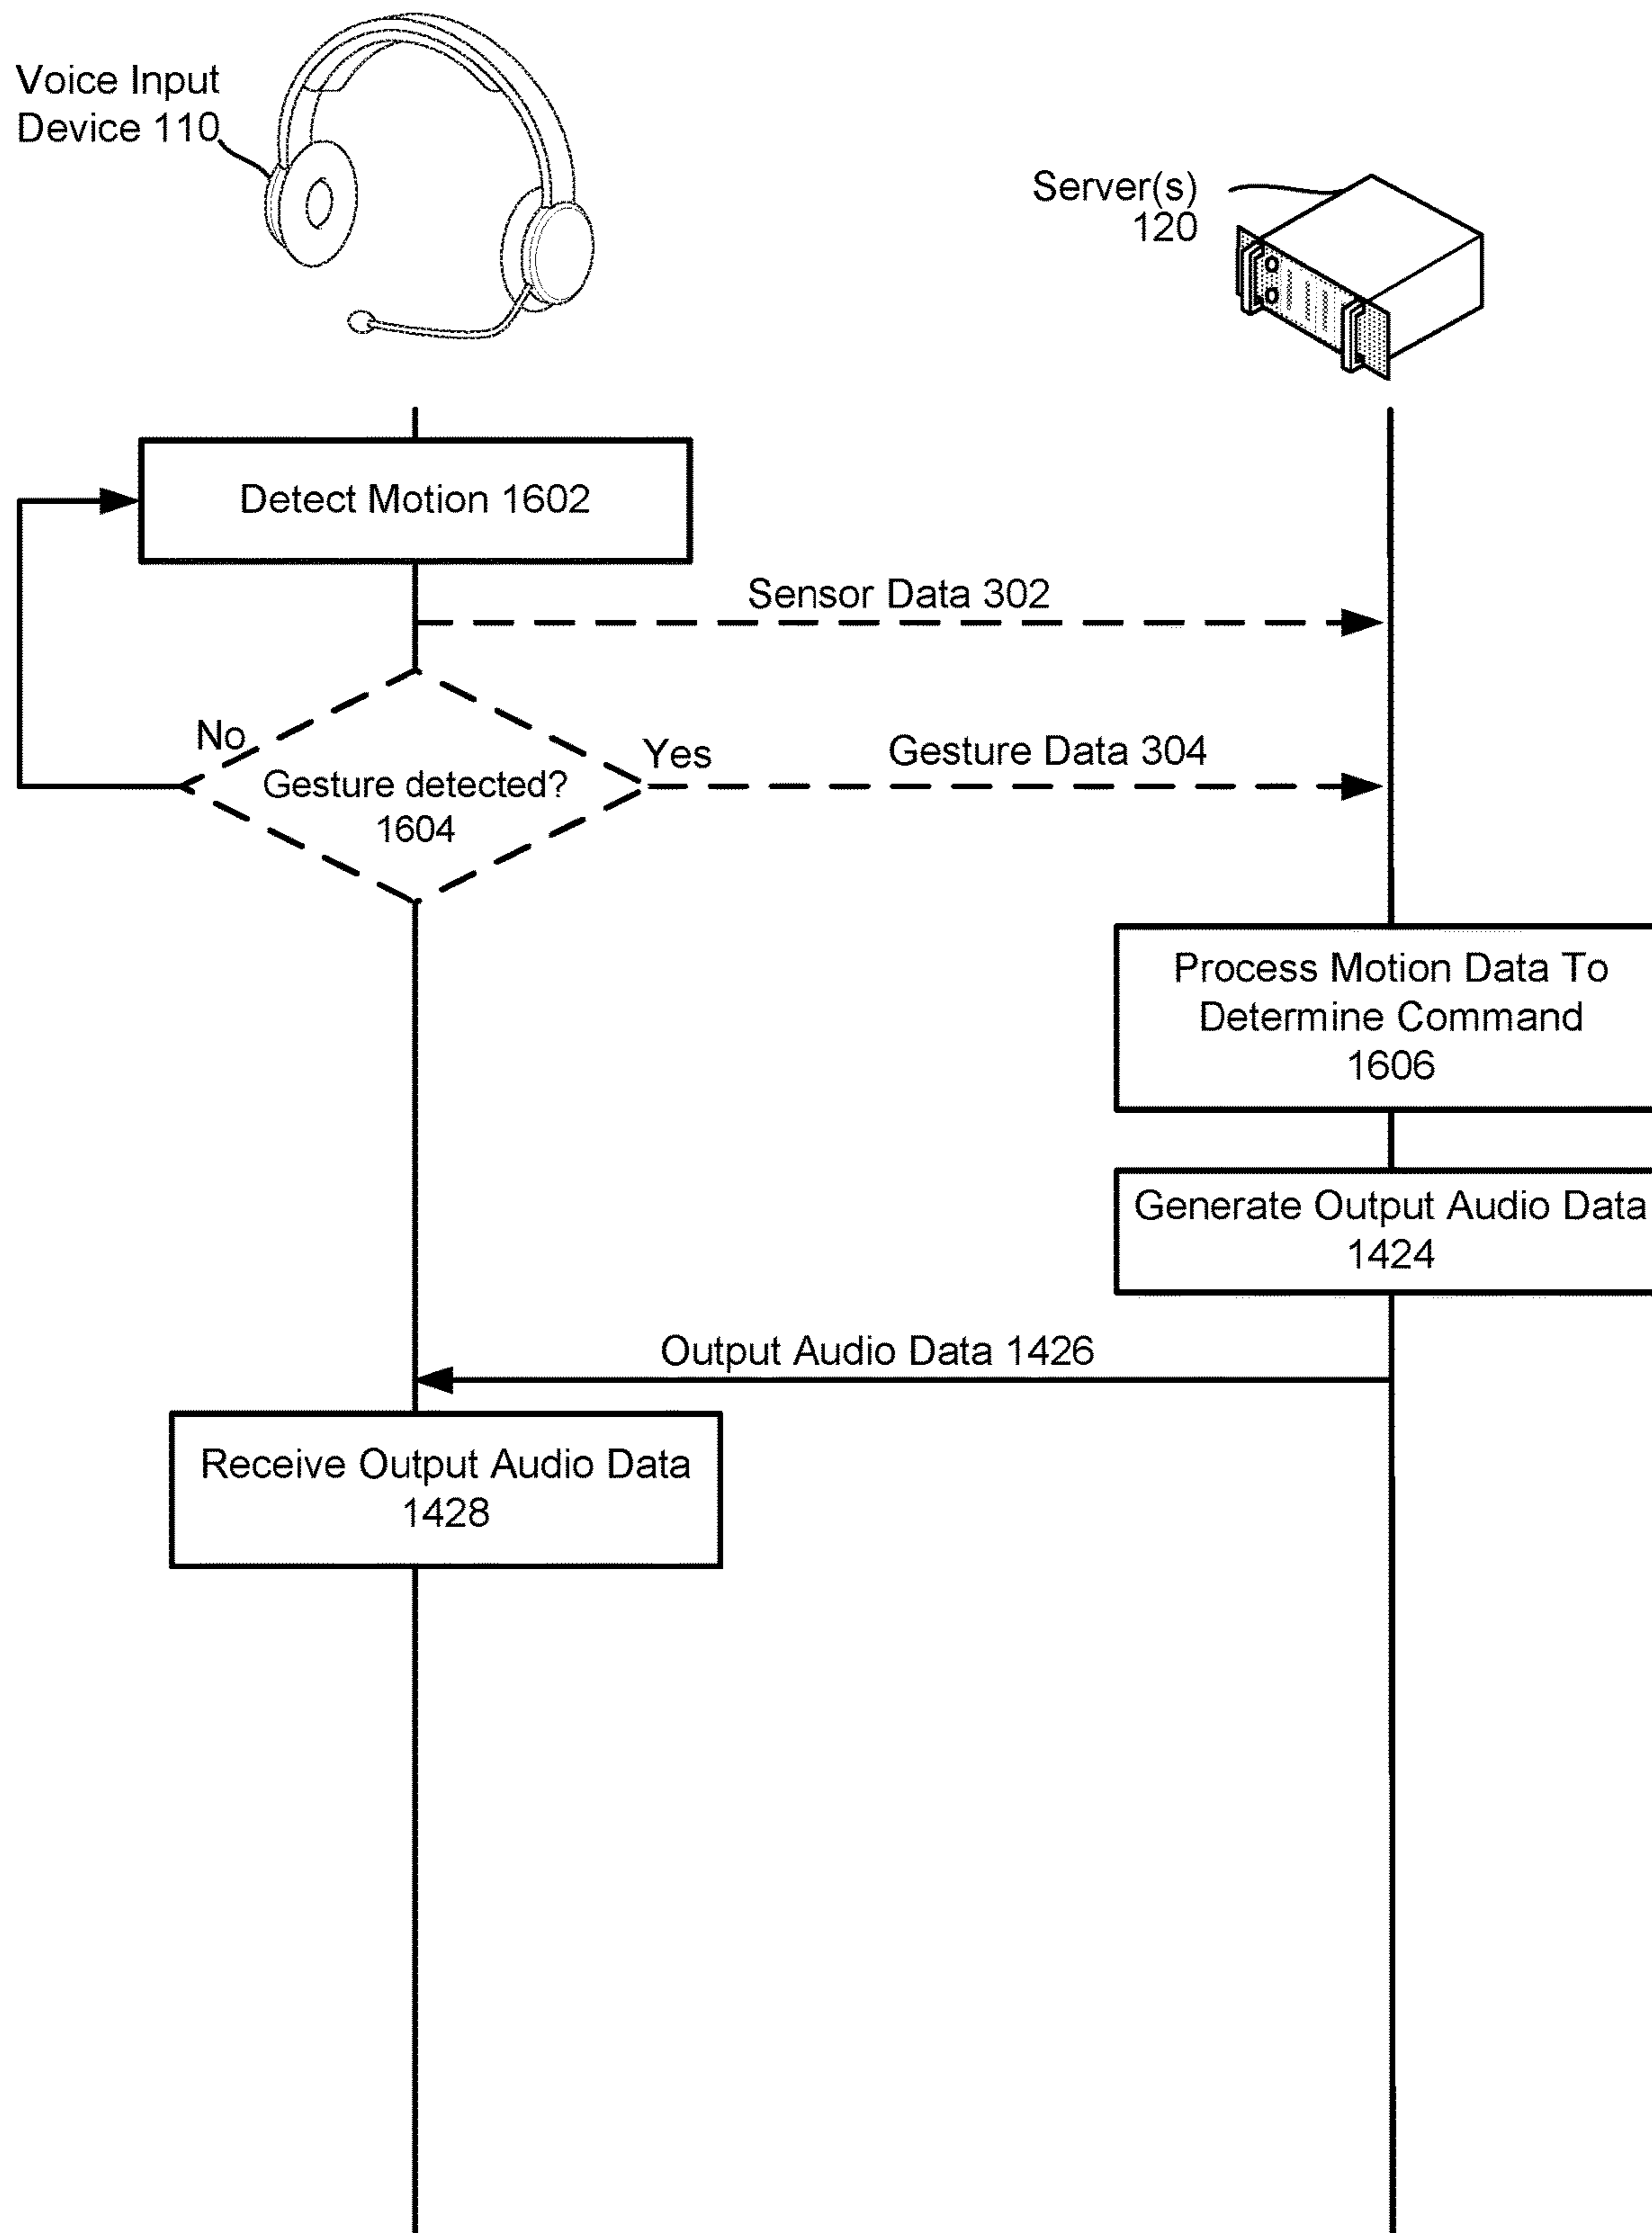 Voice Input
Device 110
Server(s)
120
Detect Motion 1602
Sensor Data 302
No
Yes
Gesture Data 304
Gesture detected?
1604
Process Motion Data To
Determine Command
1606
Generate Output Audio Data
1424
Output Audio Data 1426
Receive Output Audio Data
1428